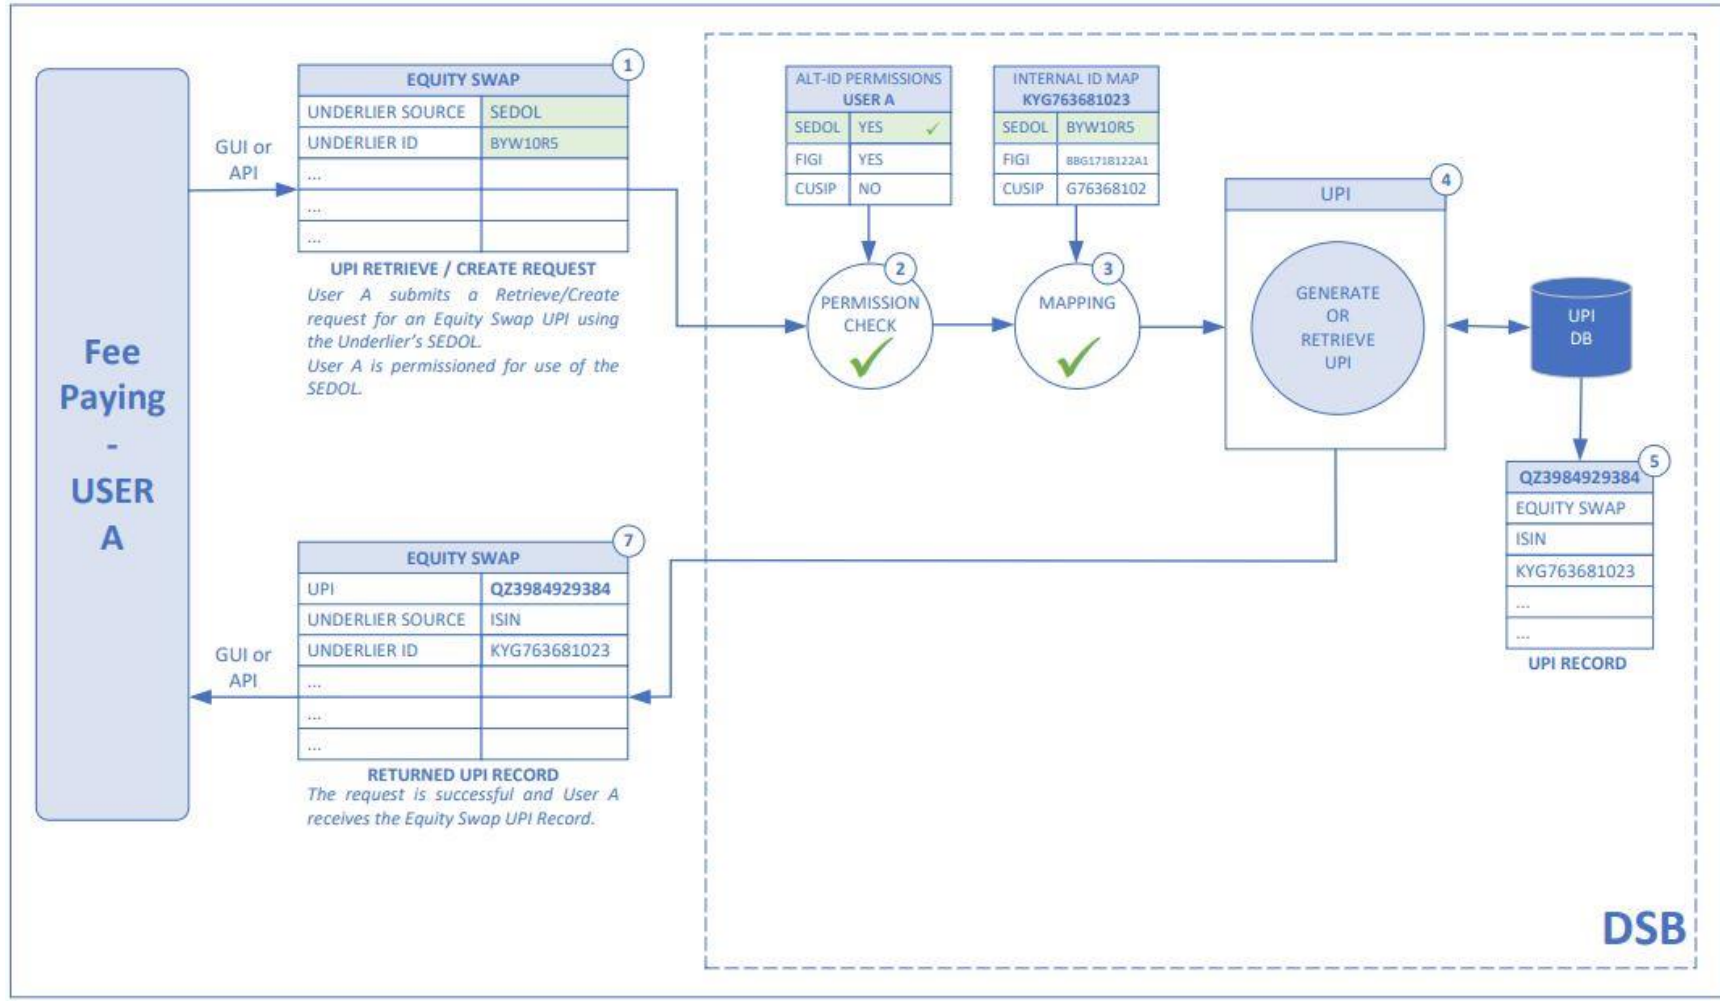 Fee
Paying
-
USER
A
GUI or
API
1
EQUITY SWAP
UNDERLIER SOURCE SEDOL
UNDERLIER ID BYW10R5
...
...
...
UPI RETRIEVE / CREATE REQUEST
User A submits a Retrieve/Create
request for an Equity Swap UPI using
the Underlier's SEDOL.
User A is permissioned for use of the
SEDOL.
ALT-ID PERMISSIONS
USER A
SEDOL YES
FIGI YES
CUSIP NO
INTERNAL ID MAP
KYG763681023
SEDOL BYW10R5
FIGI BBG171B122A1
CUSIP G76368102
2
PERMISSION
CHECK
3
MAPPING
4
UPI
GENERATE
OR
RETRIEVE
UPI
UPI
DB
5
QZ3984929384
EQUITY SWAP
ISIN
KYG763681023
...
...
UPI RECORD
7
EQUITY SWAP
UPI QZ3984929384
UNDERLIER SOURCE ISIN
UNDERLIER ID KYG763681023
...
...
...
GUI or
API
RETURNED UPI RECORD
The request is successful and User A
receives the Equity Swap UPI Record.
DSB